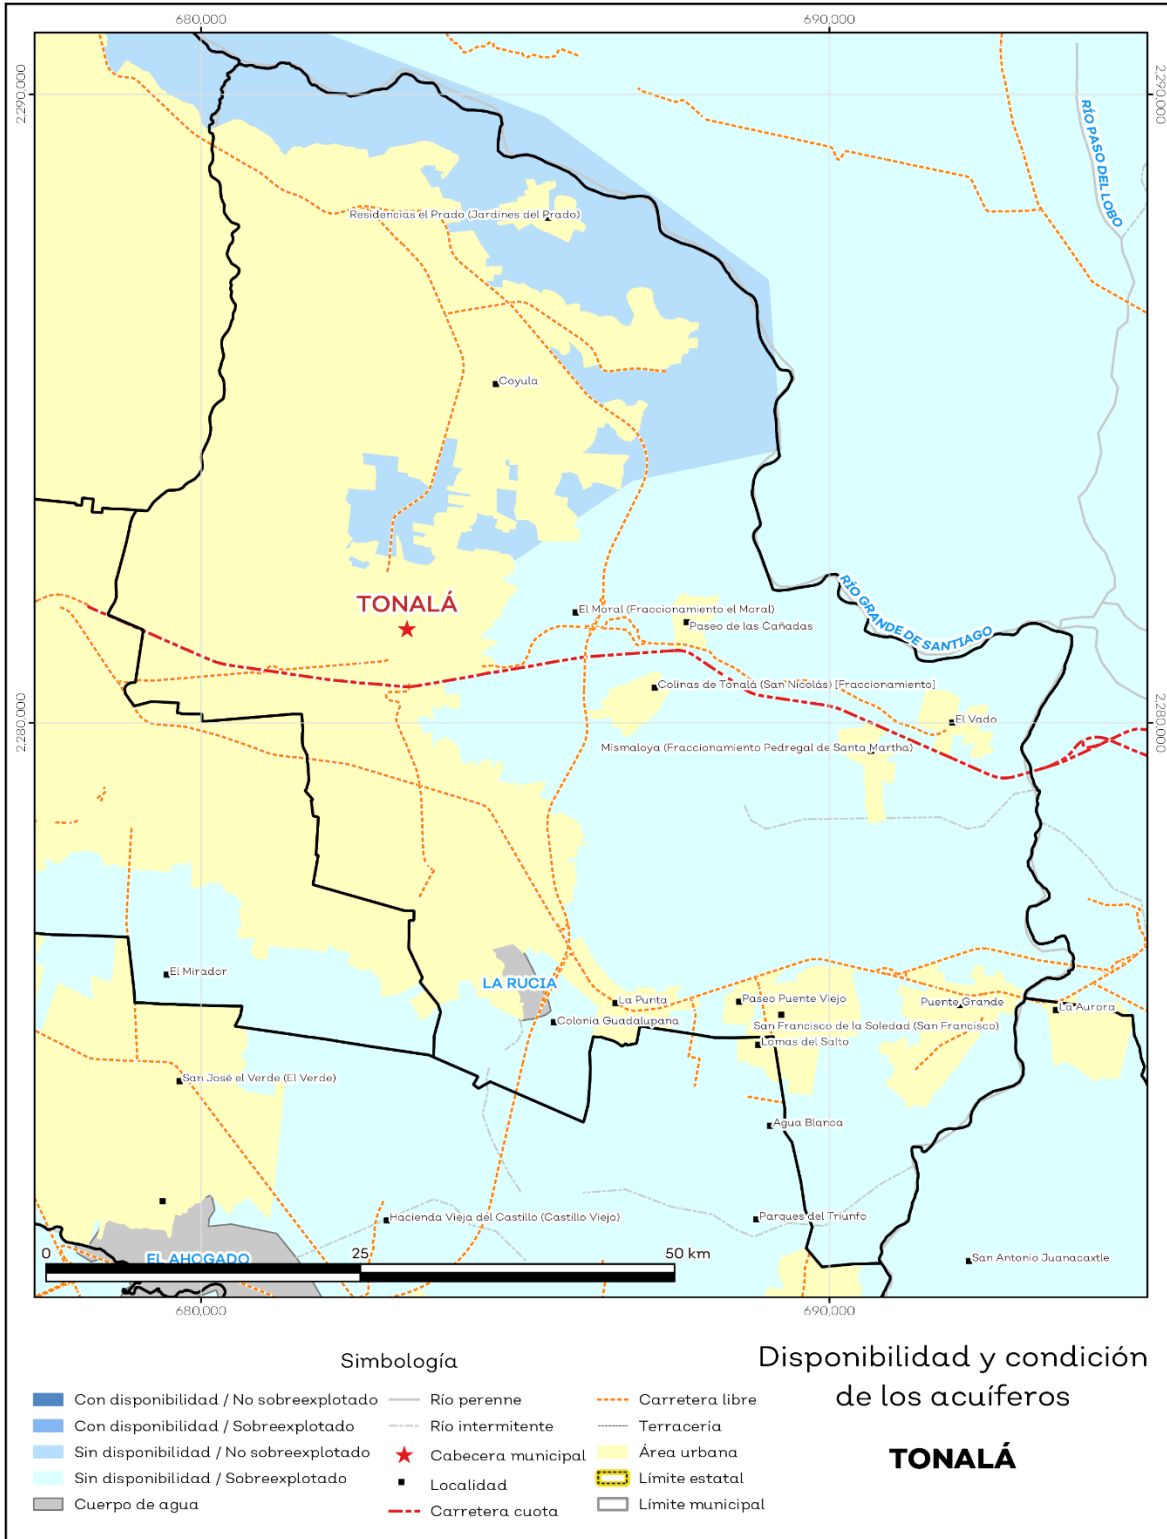 680,000
690,000
2,290,000
2,290,000
RÍO PASO DEL LOBO
Residencias el Prado (Jardines del Prado)
Coyula
TONALÁ
El Moral (Fraccionamiento el Moral)
Paseo de las Cañadas
RÍO GRANDE DE SANTIAGO
Colinas de Tonalá (San Nicolás) [Fraccionamiento]
2,280,000
2,280,000
El Vado
Mismaloya (Fraccionamiento Pedregal de Santa Martha)
El Mirador
LA RUCIA
La Punta
Paseo Puente Viejo
Puente Grande
La Aurora
Colonia Guadalupana
San Francisco de la Soledad (San Francisco)
Lomas del Salto
San José el Verde (El Verde)
Agua Blanca
Hacienda Vieja del Castillo (Castillo Viejo)
Parques del Triunfo
EL AHOGADO
San Antonio Juanacaxtle
0 25 50 km
680,000
690,000
Simbología
Con disponibilidad / No sobreexplotado
Con disponibilidad / Sobreexplotado
Sin disponibilidad / No sobreexplotado
Sin disponibilidad / Sobreexplotado
Cuerpo de agua
Río perenne
Río intermitente
Cabecera municipal
Localidad
Carretera cuota
Carretera libre
Terracería
Área urbana
Límite estatal
Límite municipal
Disponibilidad y condición
de los acuíferos
TONALÁ